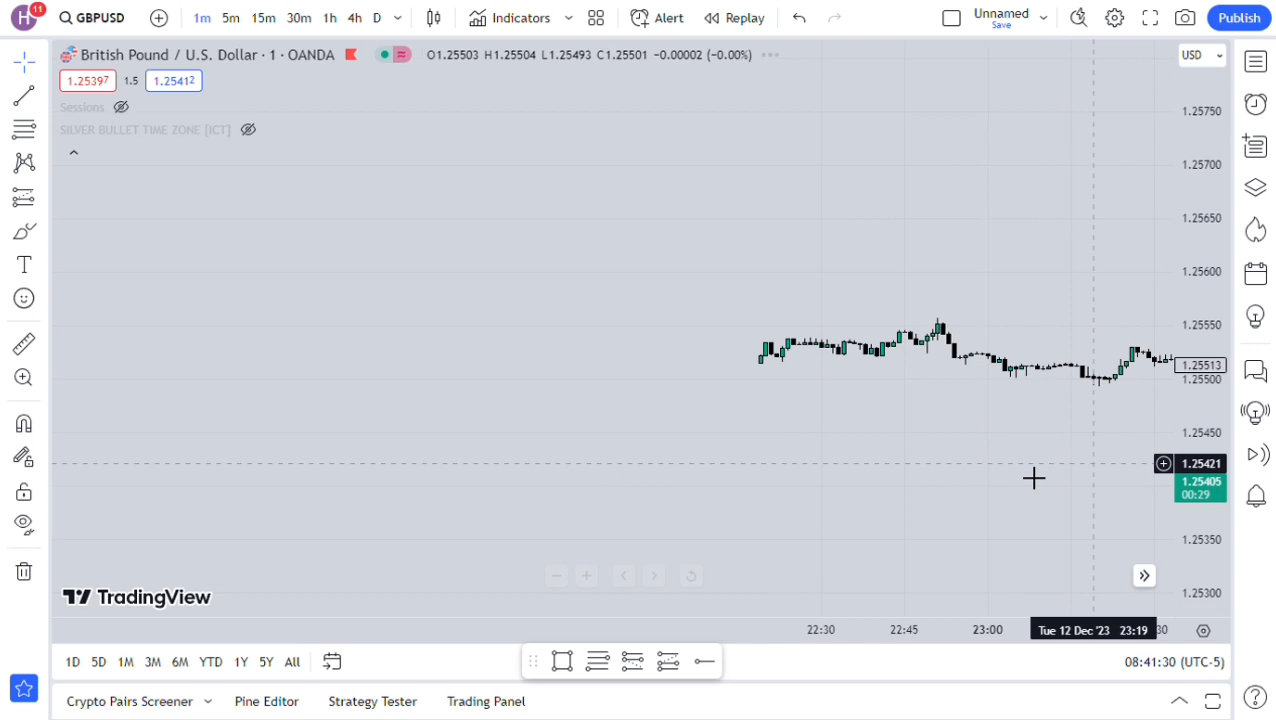 H 11 GBPUSD 1m 5m 15m 30m 1h 4h D Indicators Alert Replay Unnamed Save Publish
British Pound / U.S. Dollar · 1 · OANDA O1.25503 H1.25504 L1.25493 C1.25501 −0.00002 (−0.00%) USD
1.25397 1.5 1.25412
Sessions
SILVER BULLET TIME ZONE [ICT]
1.25750
1.25700
1.25650
1.25600
1.25550
1.25513
1.25500
1.25450
1.25421
1.25405
00:29
1.25350
1.25300
TradingView
22:30 22:45 23:00 Tue 12 Dec '23 23:19 30
1D 5D 1M 3M 6M YTD 1Y 5Y All 08:41:30 (UTC-5)
Crypto Pairs Screener Pine Editor Strategy Tester Trading Panel